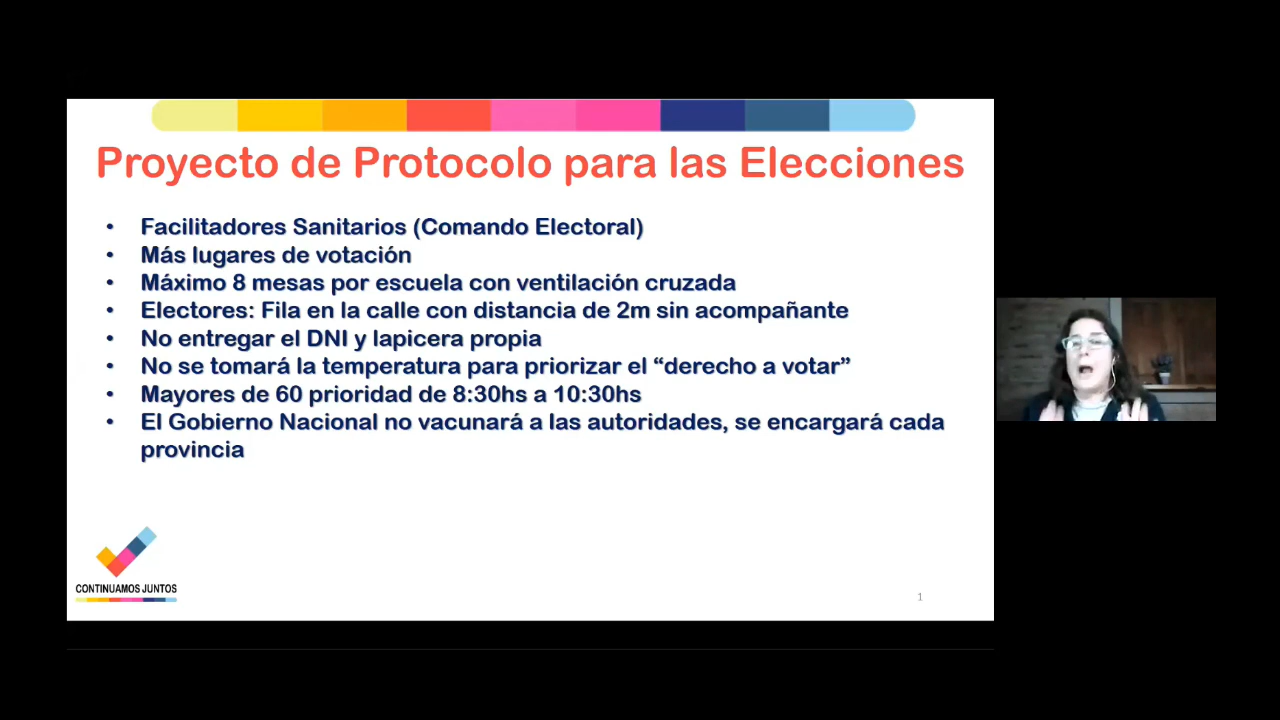 Proyecto de Protocolo para las Elecciones
• Facilitadores Sanitarios (Comando Electoral)
• Más lugares de votación
• Máximo 8 mesas por escuela con ventilación cruzada
• Electores: Fila en la calle con distancia de 2m sin acompañante
• No entregar el DNI y lapicera propia
• No se tomará la temperatura para priorizar el “derecho a votar”
• Mayores de 60 prioridad de 8:30hs a 10:30hs
• El Gobierno Nacional no vacunará a las autoridades, se encargará cada
provincia
CONTINUAMOS JUNTOS
1